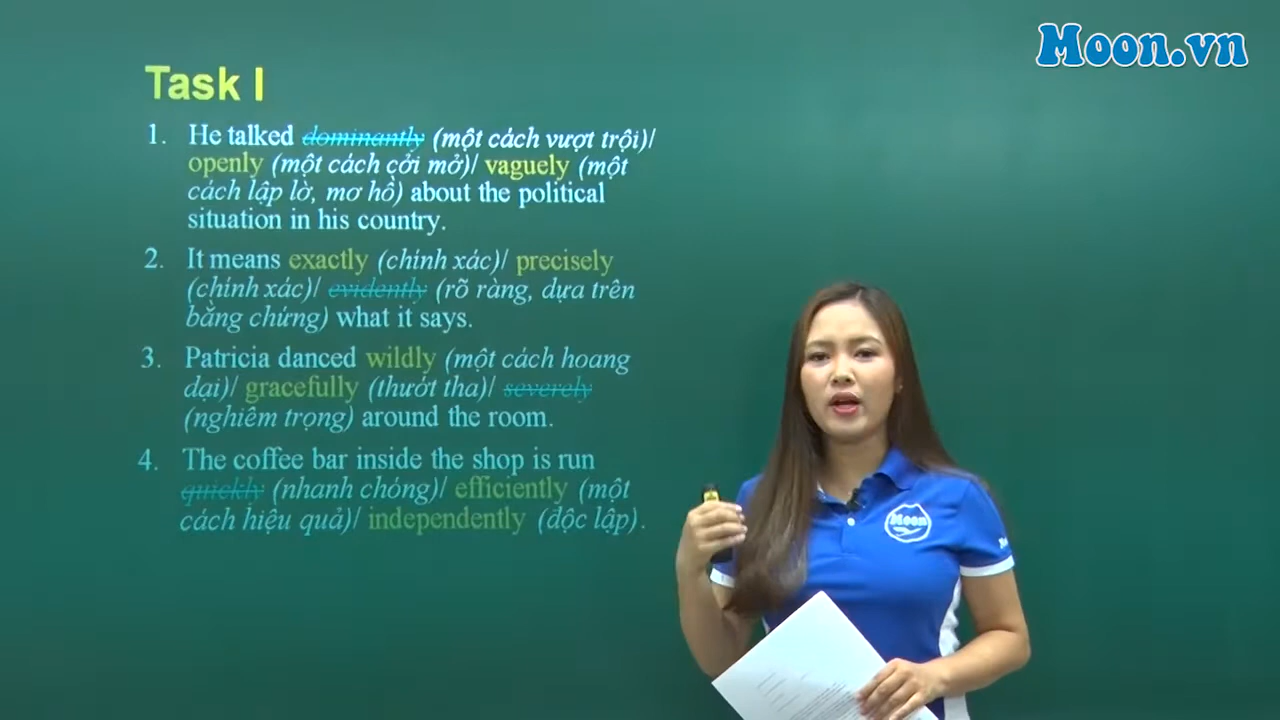 Moon.vn
Task I
1. He talked dominantly (một cách vượt trội)/
openly (một cách cởi mở)/ vaguely (một
cách lập lờ, mơ hồ) about the political
situation in his country.
2. It means exactly (chính xác)/ precisely
(chính xác)/ evidently (rõ ràng, dựa trên
bằng chứng) what it says.
3. Patricia danced wildly (một cách hoang
dại)/ gracefully (thướt tha)/ severely
(nghiêm trọng) around the room.
4. The coffee bar inside the shop is run
quickly (nhanh chóng)/ efficiently (một
cách hiệu quả)/ independently (độc lập).
Moon